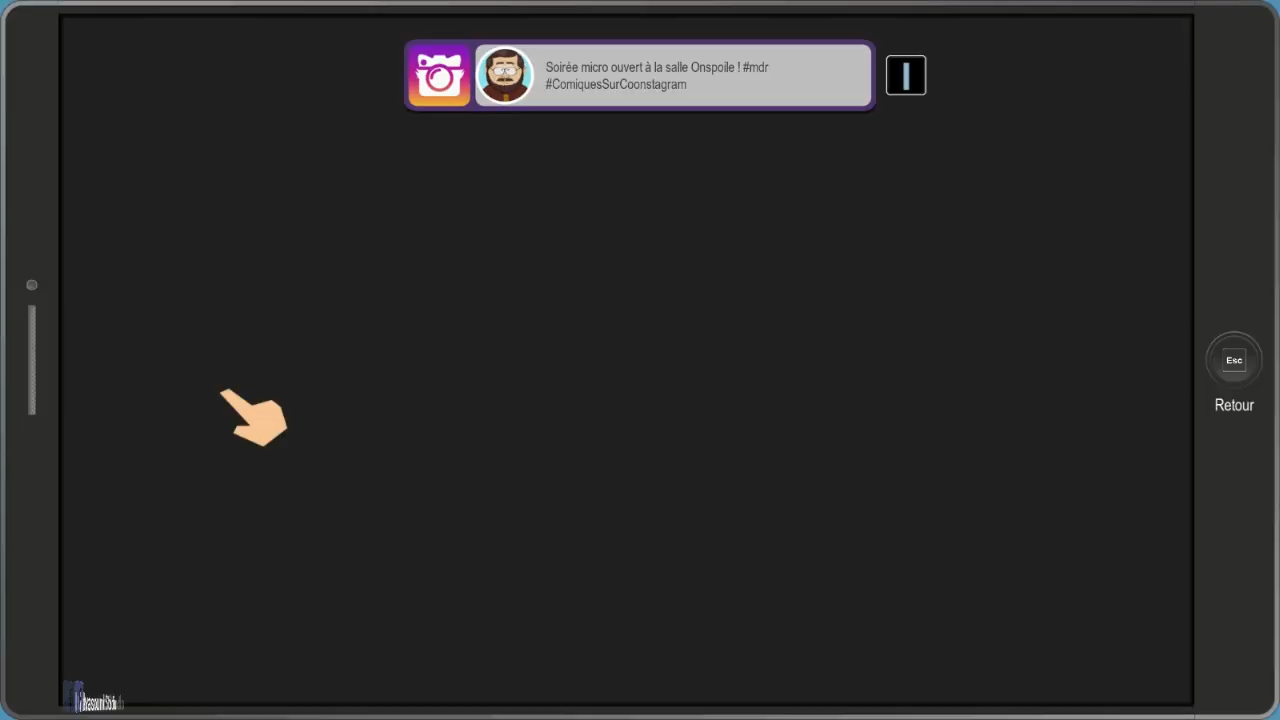 Soirée micro ouvert à la salle Onspoile ! #mdr
#ComiquesSurCoonstagram
I
Esc
Retour